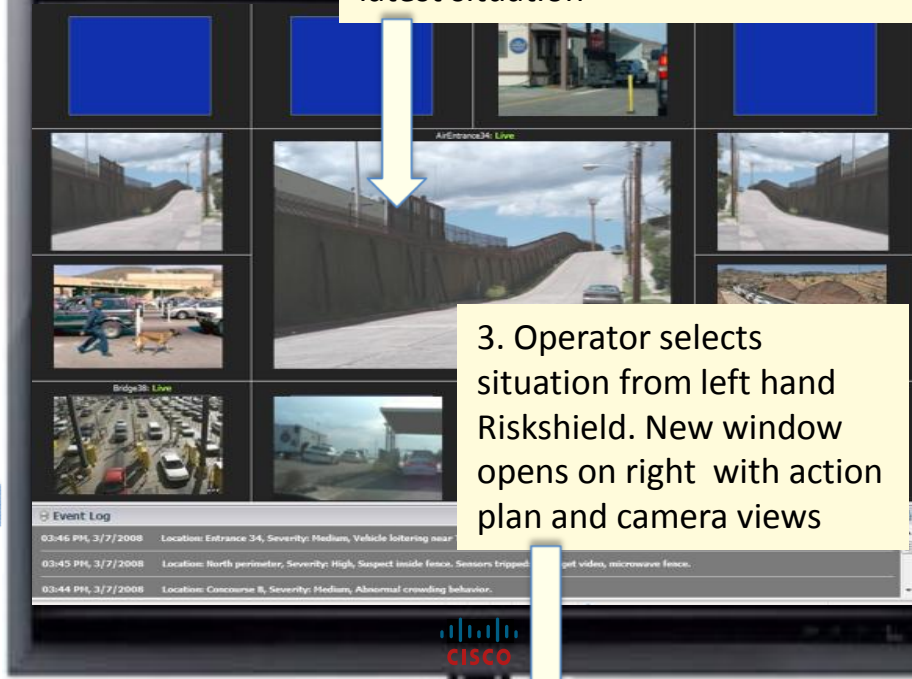 latest situation
AirEntrance34: Live
3. Operator selects
situation from left hand
Riskshield. New window
opens on right with action
plan and camera views
Bridge38: Live
Event Log
03:46 PM, 3/7/2008 Location: Entrance 34, Severity: Medium, Vehicle loitering near
03:45 PM, 3/7/2008 Location: North perimeter, Severity: High, Suspect inside fence. Sensors tripped: get video, microwave fence.
03:44 PM, 3/7/2008 Location: Concourse B, Severity: Medium, Abnormal crowding behavior.
CISCO